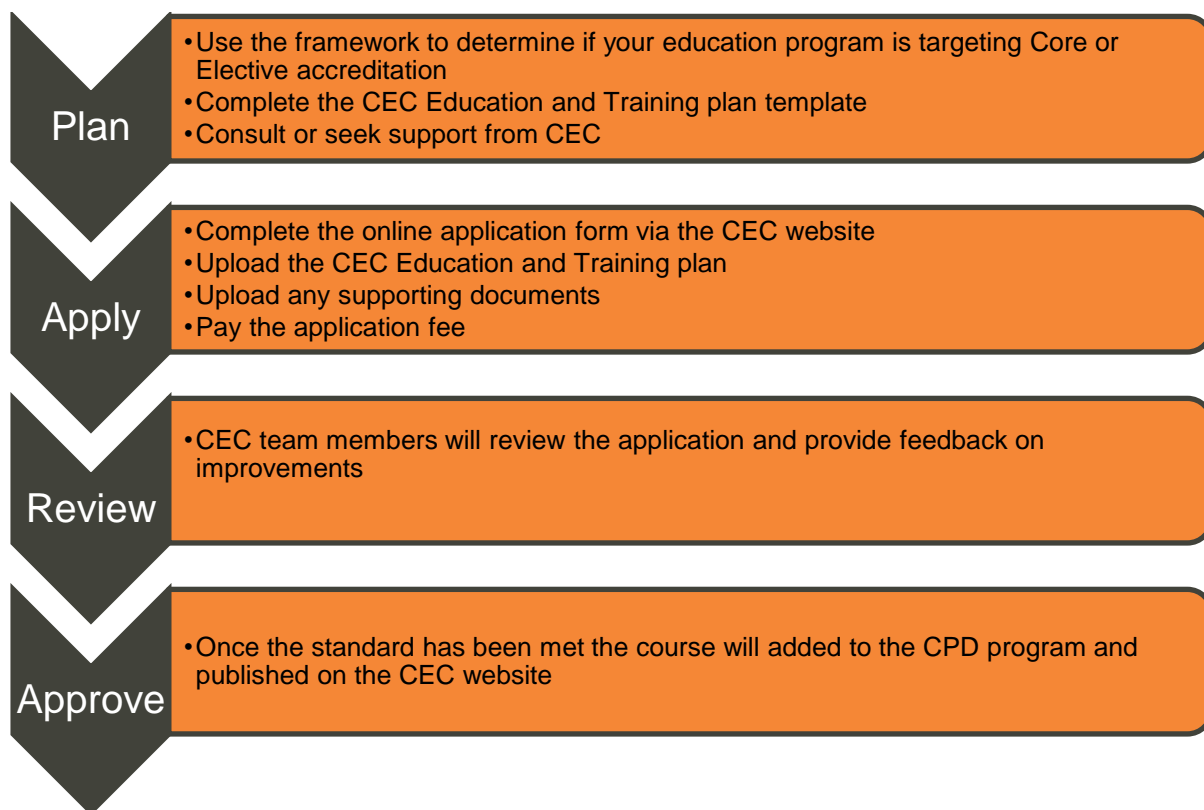 Plan
•Use the framework to determine if your education program is targeting Core or
Elective accreditation
•Complete the CEC Education and Training plan template
•Consult or seek support from CEC
Apply
•Complete the online application form via the CEC website
•Upload the CEC Education and Training plan
•Upload any supporting documents
•Pay the application fee
Review
•CEC team members will review the application and provide feedback on
improvements
Approve
•Once the standard has been met the course will added to the CPD program and
published on the CEC website